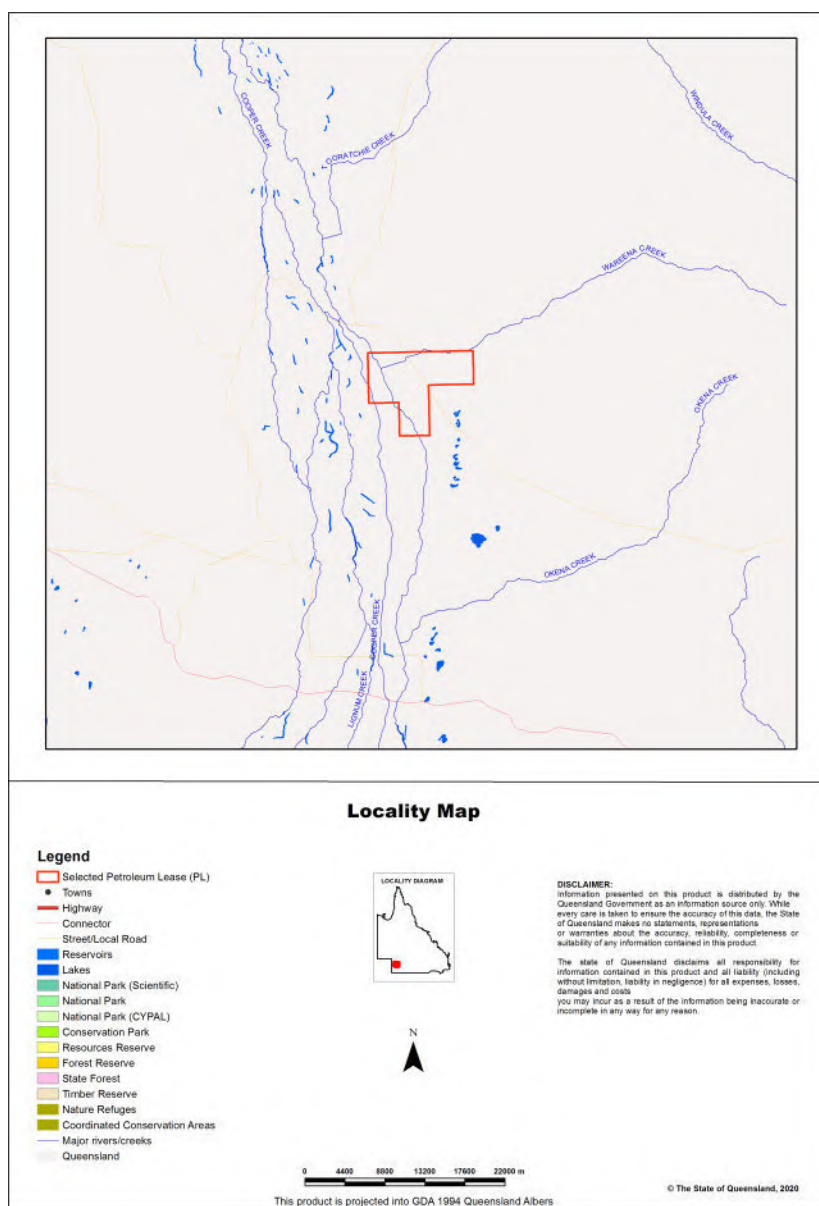 COOPER CREEK
GORATCHIE CREEK
WINDULA CREEK
WAREENA CREEK
OKENA CREEK
OKENA CREEK
COOPER CREEK
LIGNUM CREEK
Locality Map
Legend
Selected Petroleum Lease (PL)
Towns
Highway
Connector
Street/Local Road
Reservoirs
Lakes
National Park (Scientific)
National Park
National Park (CYPAL)
Conservation Park
Resources Reserve
Forest Reserve
State Forest
Timber Reserve
Nature Refuges
Coordinated Conservation Areas
Major rivers/creeks
Queensland
LOCALITY DIAGRAM
N
0 4400 8800 13200 17600 22000 m
This product is projected into GDA 1994 Queensland Albers
DISCLAIMER:
Information presented on this product is distributed by the
Queensland Government as an information source only. While
every care is taken to ensure the accuracy of this data, the State
of Queensland makes no statements, representations
or warranties about the accuracy, reliability, completeness or
suitability of any information contained in this product.
The state of Queensland disclaims all responsibility for
information contained in this product and all liability (including
without limitation, liability in negligence) for all expenses, losses,
damages and costs
you may incur as a result of the information being inaccurate or
incomplete in any way for any reason.
© The State of Queensland, 2020